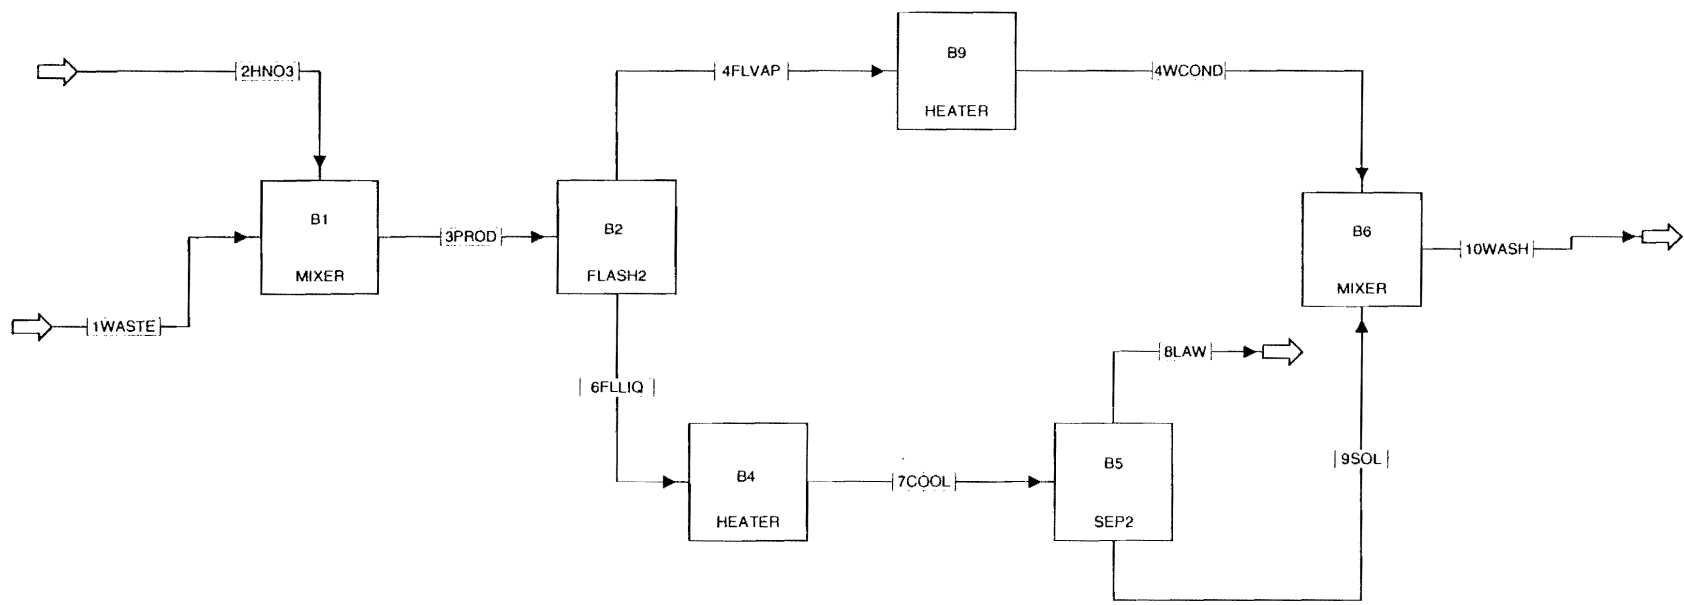 2HNO3
4FLVAP
B9
HEATER
4WCOND
B1
MIXER
3PROD
B2
FLASH2
B6
MIXER
10WASH
1WASTE
8LAW
6FLLIQ
B4
HEATER
7COOL
B5
SEP2
9SOL